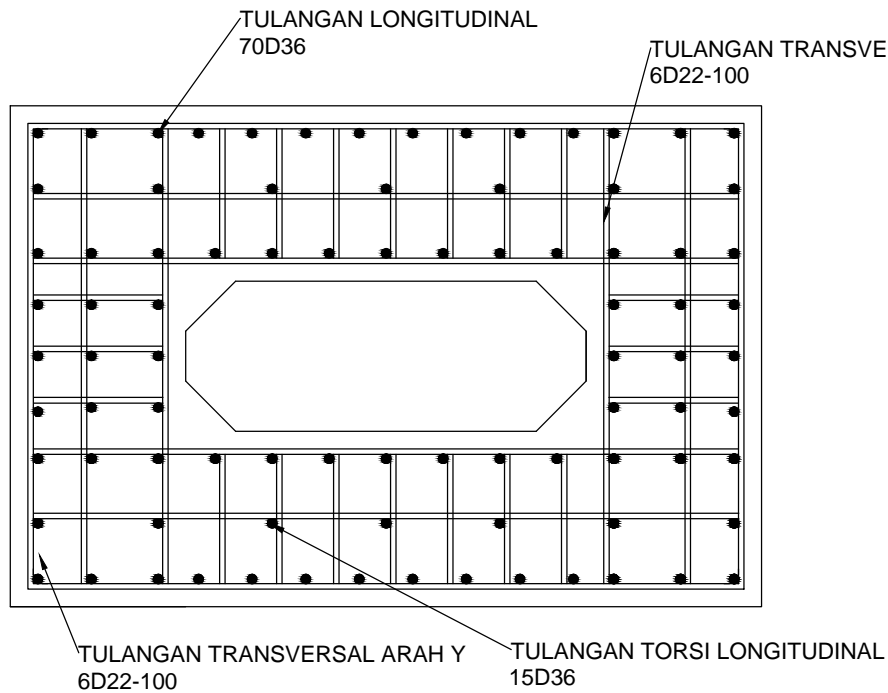 TULANGAN LONGITUDINAL
70D36
TULANGAN TRANSVE
6D22-100
TULANGAN TRANSVERSAL ARAH Y
6D22-100
TULANGAN TORSI LONGITUDINAL
15D36